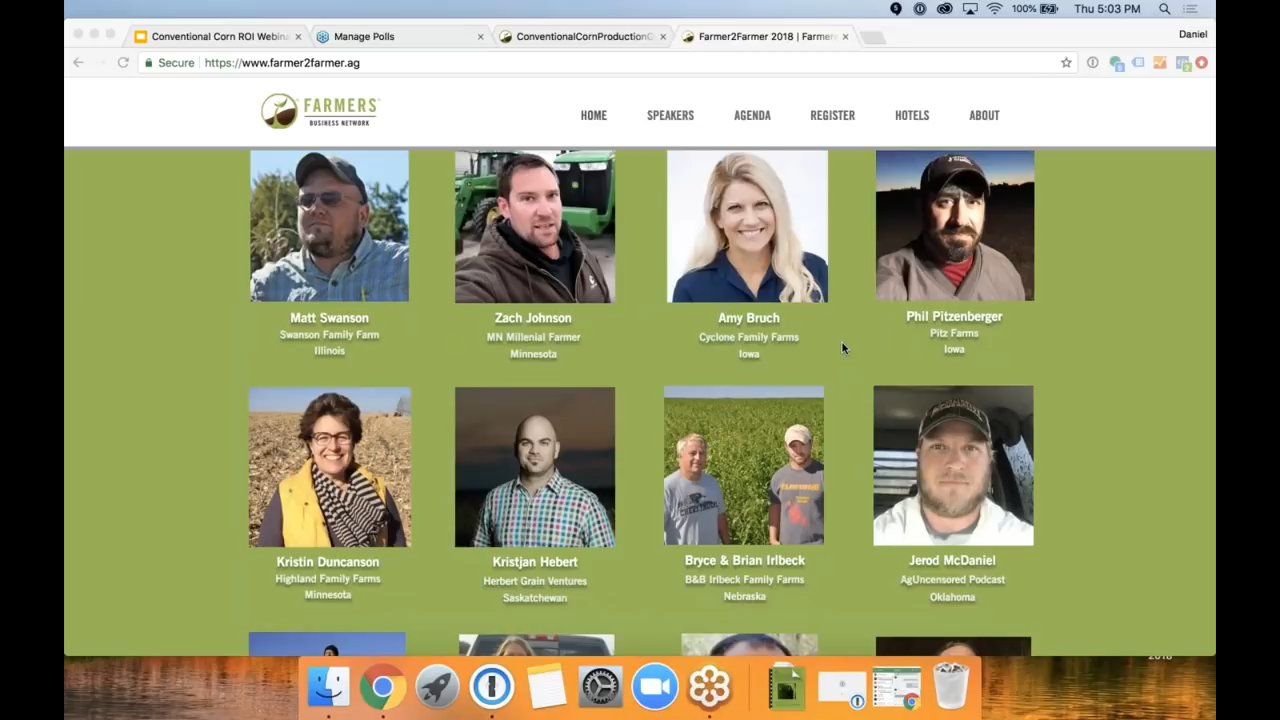 100%
Thu 5:03 PM
Conventional Corn ROI Webina
Manage Polls
ConventionalCornProductionG
Farmer2Farmer 2018 | Farmers
Daniel
Secure
https://www.farmer2farmer.ag
FARMERS
BUSINESS NETWORK
HOME
SPEAKERS
AGENDA
REGISTER
HOTELS
ABOUT
Matt Swanson
Swanson Family Farm
Illinois
Zach Johnson
MN Millenial Farmer
Minnesota
Amy Bruch
Cyclone Family Farms
Iowa
Phil Pitzenberger
Pitz Farms
Iowa
Kristin Duncanson
Highland Family Farms
Minnesota
Kristjan Hebert
Herbert Grain Ventures
Saskatchewan
Bryce & Brian Irlbeck
B&B Irlbeck Family Farms
Nebraska
Jerod McDaniel
AgUncensored Podcast
Oklahoma